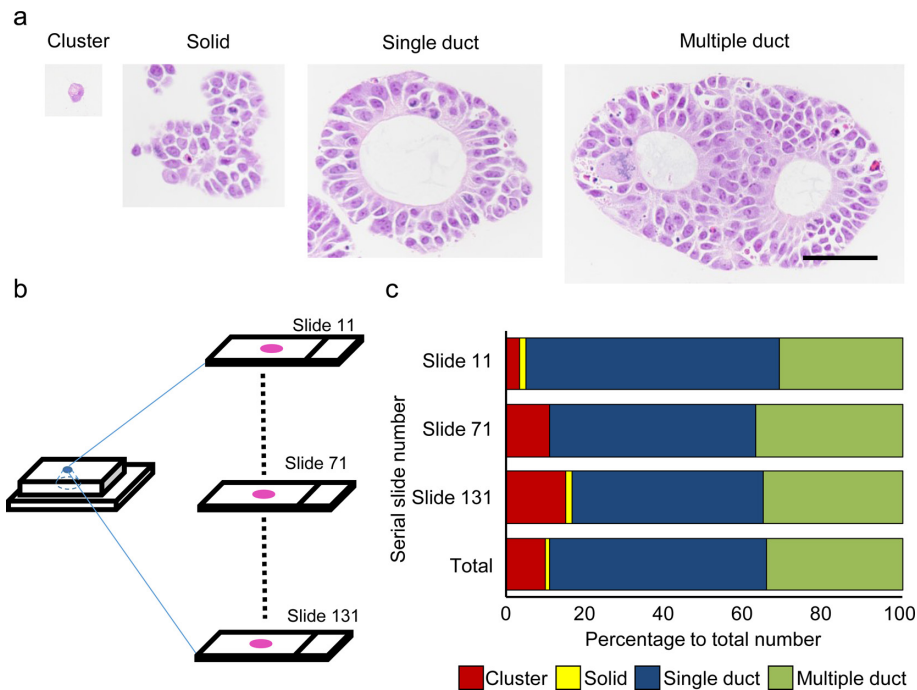 a
Cluster
Solid
Single duct
Multiple duct
b
Slide 11
Slide 71
Slide 131
c
Serial slide number
Slide 11
Slide 71
Slide 131
Total
0 20 40 60 80 100
Percentage to total number
Cluster Solid Single duct Multiple duct